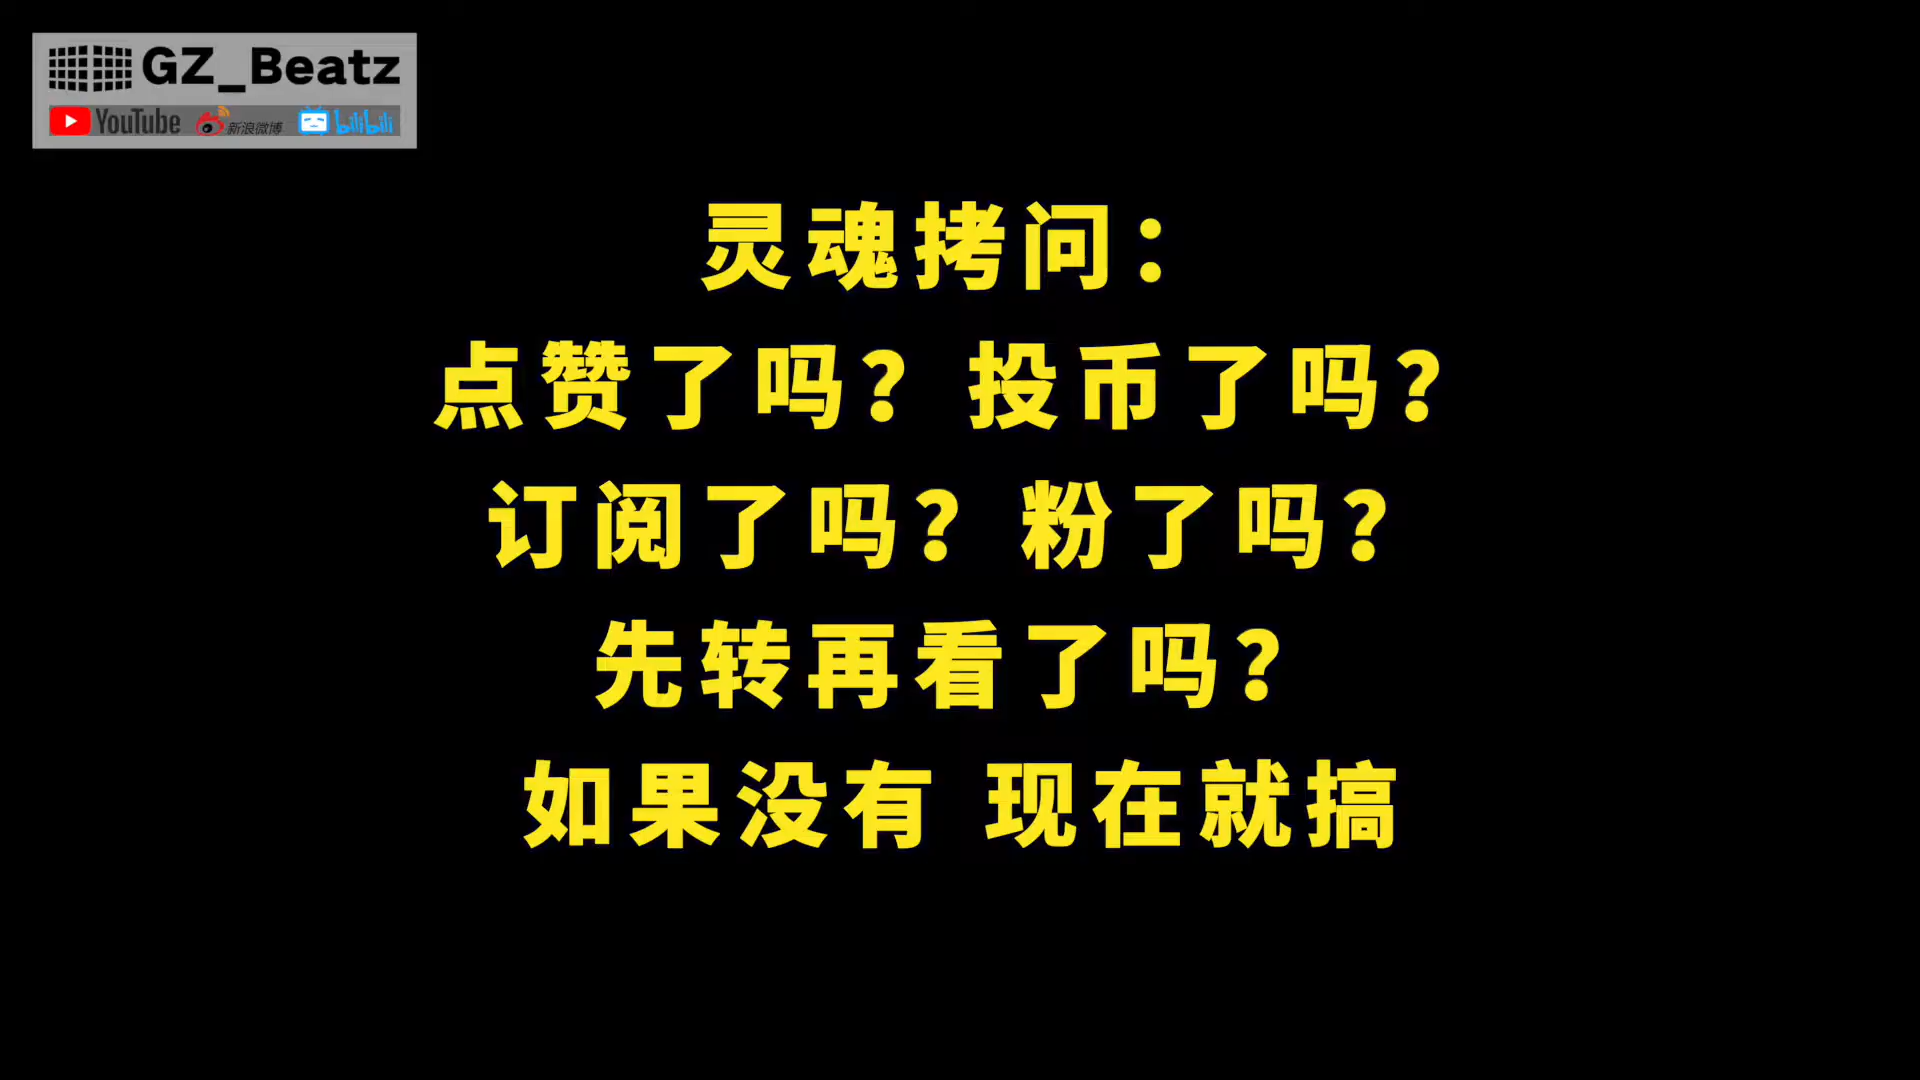 GZ_Beatz
YouTube 新浪微博 bilibili
灵魂拷问：
点赞了吗？投币了吗？
订阅了吗？粉了吗？
先转再看了吗？
如果没有 现在就搞